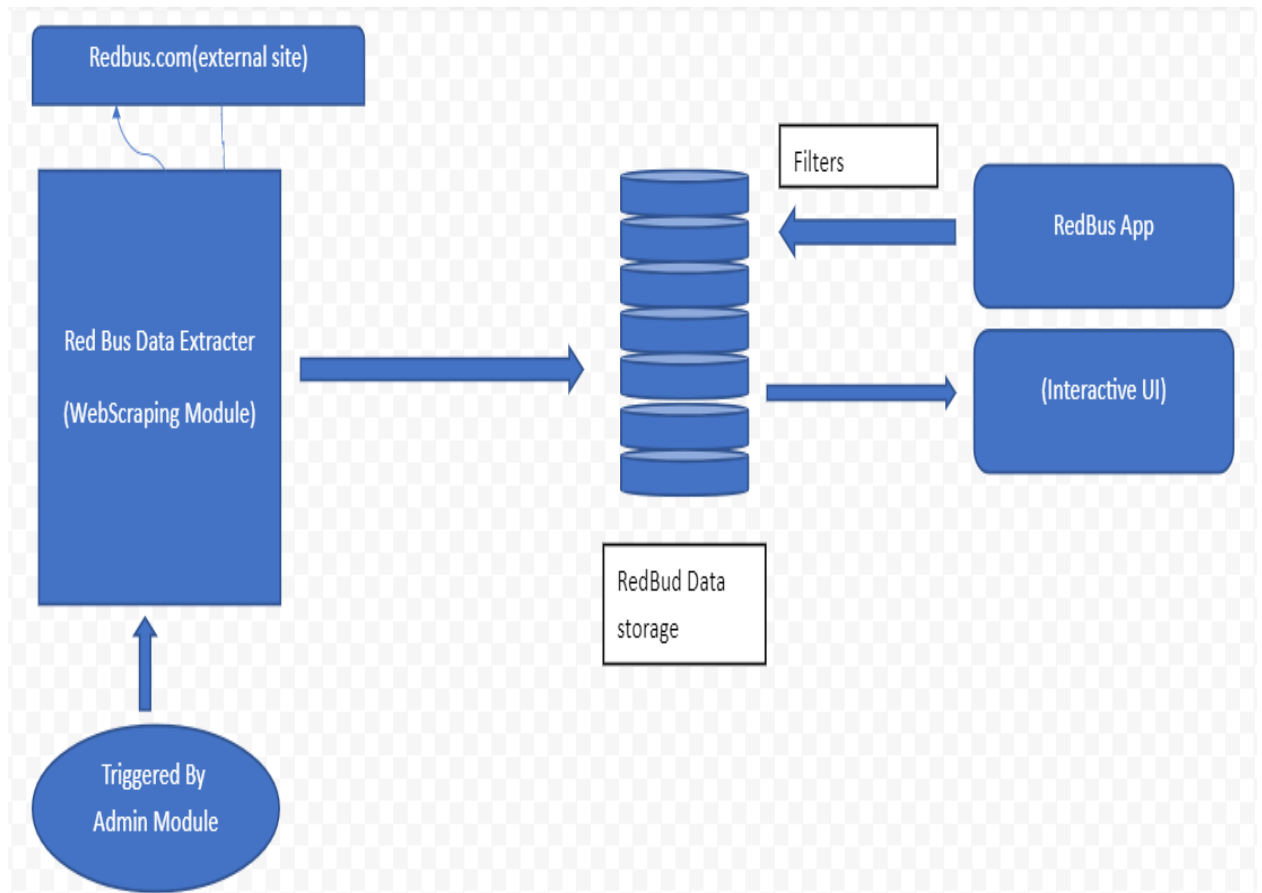 Redbus.com(external site)
Filters
RedBus App
Red Bus Data Extracter
(WebScraping Module)
(Interactive UI)
RedBud Data
storage
Triggered By
Admin Module